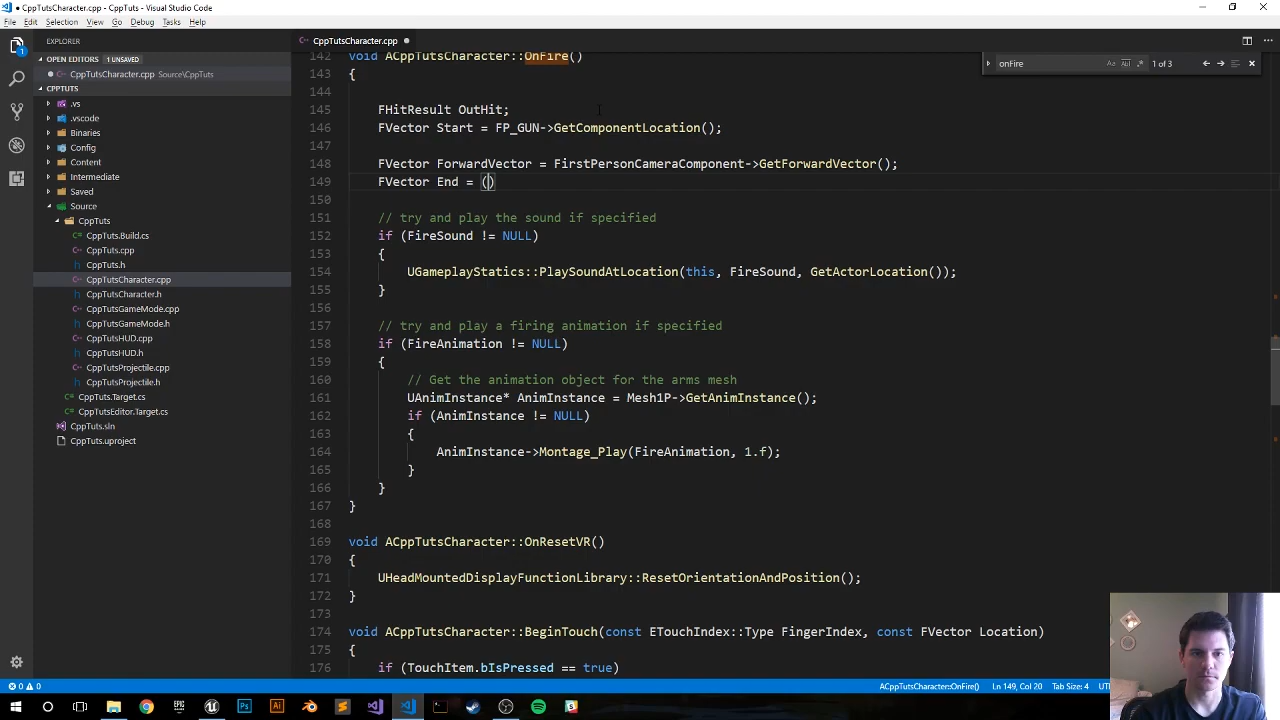 CppTutsCharacter.cpp - CppTuts - Visual Studio Code
File Edit Selection View Go Debug Tasks Help
EXPLORER
CppTutsCharacter.cpp
OPEN EDITORS 1 UNSAVED
CppTutsCharacter.cpp Source\CppTuts
CPPTUTS
.vs
.vscode
Binaries
Config
Content
Intermediate
Saved
Source
CppTuts
CppTuts.Build.cs
CppTuts.cpp
CppTuts.h
CppTutsCharacter.cpp
CppTutsCharacter.h
CppTutsGameMode.cpp
CppTutsGameMode.h
CppTutsHUD.cpp
CppTutsHUD.h
CppTutsProjectile.cpp
CppTutsProjectile.h
CppTuts.Target.cs
CppTutsEditor.Target.cs
CppTuts.sln
CppTuts.uproject
onFire Aa Abl .* 1 of 3
142 void ACppTutsCharacter::OnFire()
143 {
144
145 FHitResult OutHit;
146 FVector Start = FP_GUN->GetComponentLocation();
147
148 FVector ForwardVector = FirstPersonCameraComponent->GetForwardVector();
149 FVector End = ()
150
151 // try and play the sound if specified
152 if (FireSound != NULL)
153 {
154 UGameplayStatics::PlaySoundAtLocation(this, FireSound, GetActorLocation());
155 }
156
157 // try and play a firing animation if specified
158 if (FireAnimation != NULL)
159 {
160 // Get the animation object for the arms mesh
161 UAnimInstance* AnimInstance = Mesh1P->GetAnimInstance();
162 if (AnimInstance != NULL)
163 {
164 AnimInstance->Montage_Play(FireAnimation, 1.f);
165 }
166 }
167 }
168
169 void ACppTutsCharacter::OnResetVR()
170 {
171 UHeadMountedDisplayFunctionLibrary::ResetOrientationAndPosition();
172 }
173
174 void ACppTutsCharacter::BeginTouch(const ETouchIndex::Type FingerIndex, const FVector Location)
175 {
176 if (TouchItem.bIsPressed == true)
0 0 ACppTutsCharacter::OnFire() Ln 149, Col 20 Tab Size: 4 UT